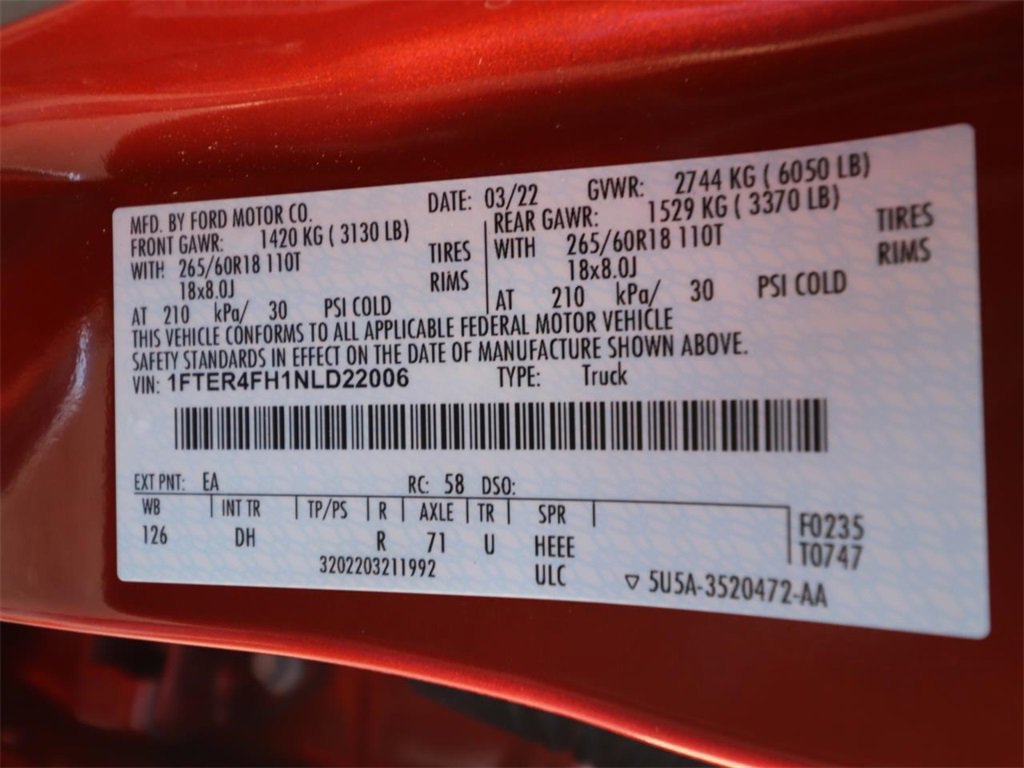 MFD. BY FORD MOTOR CO. DATE: 03/22 GVWR: 2744 KG ( 6050 LB)
FRONT GAWR: 1420 KG ( 3130 LB) REAR GAWR: 1529 KG ( 3370 LB)
WITH 265/60R18 110T TIRES WITH 265/60R18 110T TIRES
18x8.0J RIMS 18x8.0J RIMS
AT 210 kPa/ 30 PSI COLD AT 210 kPa/ 30 PSI COLD
THIS VEHICLE CONFORMS TO ALL APPLICABLE FEDERAL MOTOR VEHICLE
SAFETY STANDARDS IN EFFECT ON THE DATE OF MANUFACTURE SHOWN ABOVE.
VIN: 1FTER4FH1NLD22006 TYPE: Truck
EXT PNT: EA RC: 58 DSO:
WB INT TR TP/PS R AXLE TR SPR F0235
126 DH R 71 U HEEE T0747
3202203211992 ULC 5U5A-3520472-AA